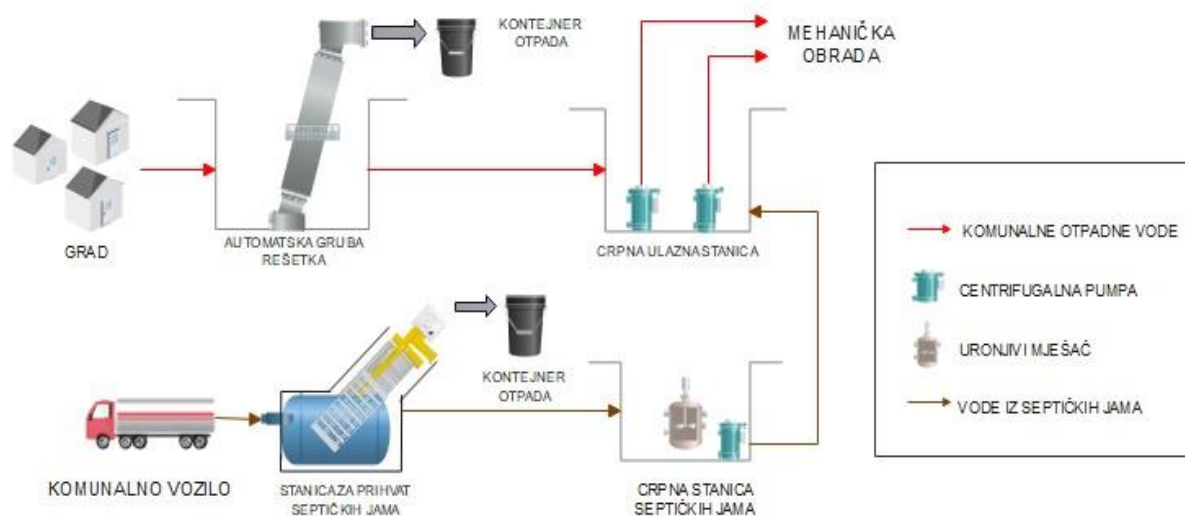 KONTEJNER
OTPADA
MEHANIČKA
OBRADA
GRAD
AUTOMATSKA GRUBA
REŠETKA
CRPNA ULAZNA STANICA
KOMUNALNE OTPADNE VODE
CENTRIFUGALNA PUMPA
URONJIVI MJEŠAČ
VODE IZ SEPTIČKIH JAMA
KONTEJNER
OTPADA
KOMUNALNO VOZILO
STANICA ZA PRIHVAT
SEPTIČKIH JAMA
CRPNA STANICA
SEPTIČKIH JAMA